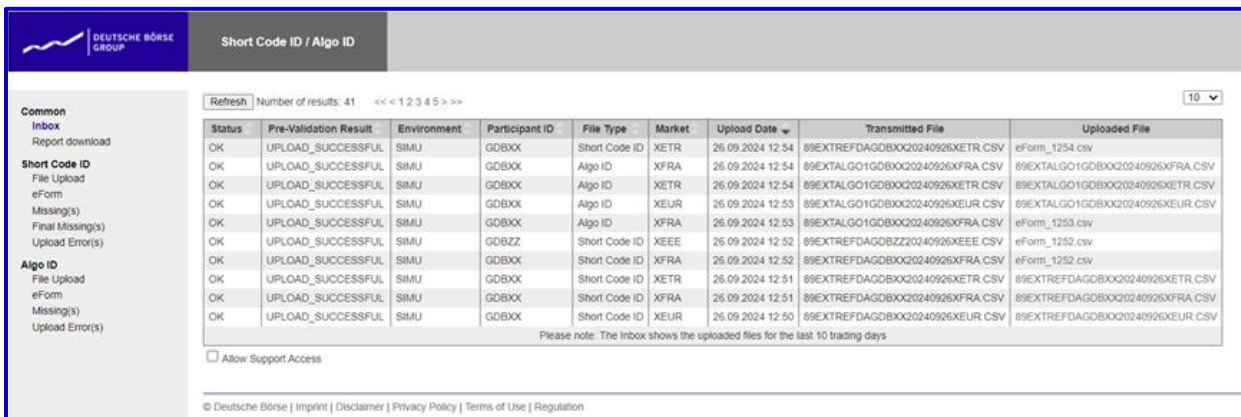 DEUTSCHE BÖRSE
GROUP
Short Code ID / Algo ID
Common
Inbox
Report download
Short Code ID
File Upload
eForm
Missing(s)
Final Missing(s)
Upload Error(s)
Algo ID
File Upload
eForm
Missing(s)
Upload Error(s)
Refresh Number of results: 41 << < 1 2 3 4 5 > >> 10
Status Pre-Validation Result Environment Participant ID File Type Market Upload Date Transmitted File Uploaded File
OK UPLOAD_SUCCESSFUL SIMU GDBXX Short Code ID XETR 26.09.2024 12:54 89EXTREFDAGDBXX20240926XETR.CSV eForm_1254.csv
OK UPLOAD_SUCCESSFUL SIMU GDBXX Algo ID XFRA 26.09.2024 12:54 89EXTALGO1GDBXX20240926XFRA.CSV 89EXTALGO1GDBXX20240926XFRA.CSV
OK UPLOAD_SUCCESSFUL SIMU GDBXX Algo ID XETR 26.09.2024 12:54 89EXTALGO1GDBXX20240926XETR.CSV 89EXTALGO1GDBXX20240926XETR.CSV
OK UPLOAD_SUCCESSFUL SIMU GDBXX Algo ID XEUR 26.09.2024 12:53 89EXTALGO1GDBXX20240926XEUR.CSV 89EXTALGO1GDBXX20240926XEUR.CSV
OK UPLOAD_SUCCESSFUL SIMU GDBXX Algo ID XFRA 26.09.2024 12:53 89EXTALGO1GDBXX20240926XFRA.CSV eForm_1253.csv
OK UPLOAD_SUCCESSFUL SIMU GDBZZ Short Code ID XEEE 26.09.2024 12:52 89EXTREFDAGDBZZ20240926XEEE.CSV eForm_1252.csv
OK UPLOAD_SUCCESSFUL SIMU GDBXX Short Code ID XFRA 26.09.2024 12:52 89EXTREFDAGDBXX20240926XFRA.CSV eForm_1252.csv
OK UPLOAD_SUCCESSFUL SIMU GDBXX Short Code ID XETR 26.09.2024 12:51 89EXTREFDAGDBXX20240926XETR.CSV 89EXTREFDAGDBXX20240926XETR.CSV
OK UPLOAD_SUCCESSFUL SIMU GDBXX Short Code ID XFRA 26.09.2024 12:51 89EXTREFDAGDBXX20240926XFRA.CSV 89EXTREFDAGDBXX20240926XFRA.CSV
OK UPLOAD_SUCCESSFUL SIMU GDBXX Short Code ID XEUR 26.09.2024 12:50 89EXTREFDAGDBXX20240926XEUR.CSV 89EXTREFDAGDBXX20240926XEUR.CSV
Please note: The Inbox shows the uploaded files for the last 10 trading days
Allow Support Access
© Deutsche Börse | Imprint | Disclaimer | Privacy Policy | Terms of Use | Regulation